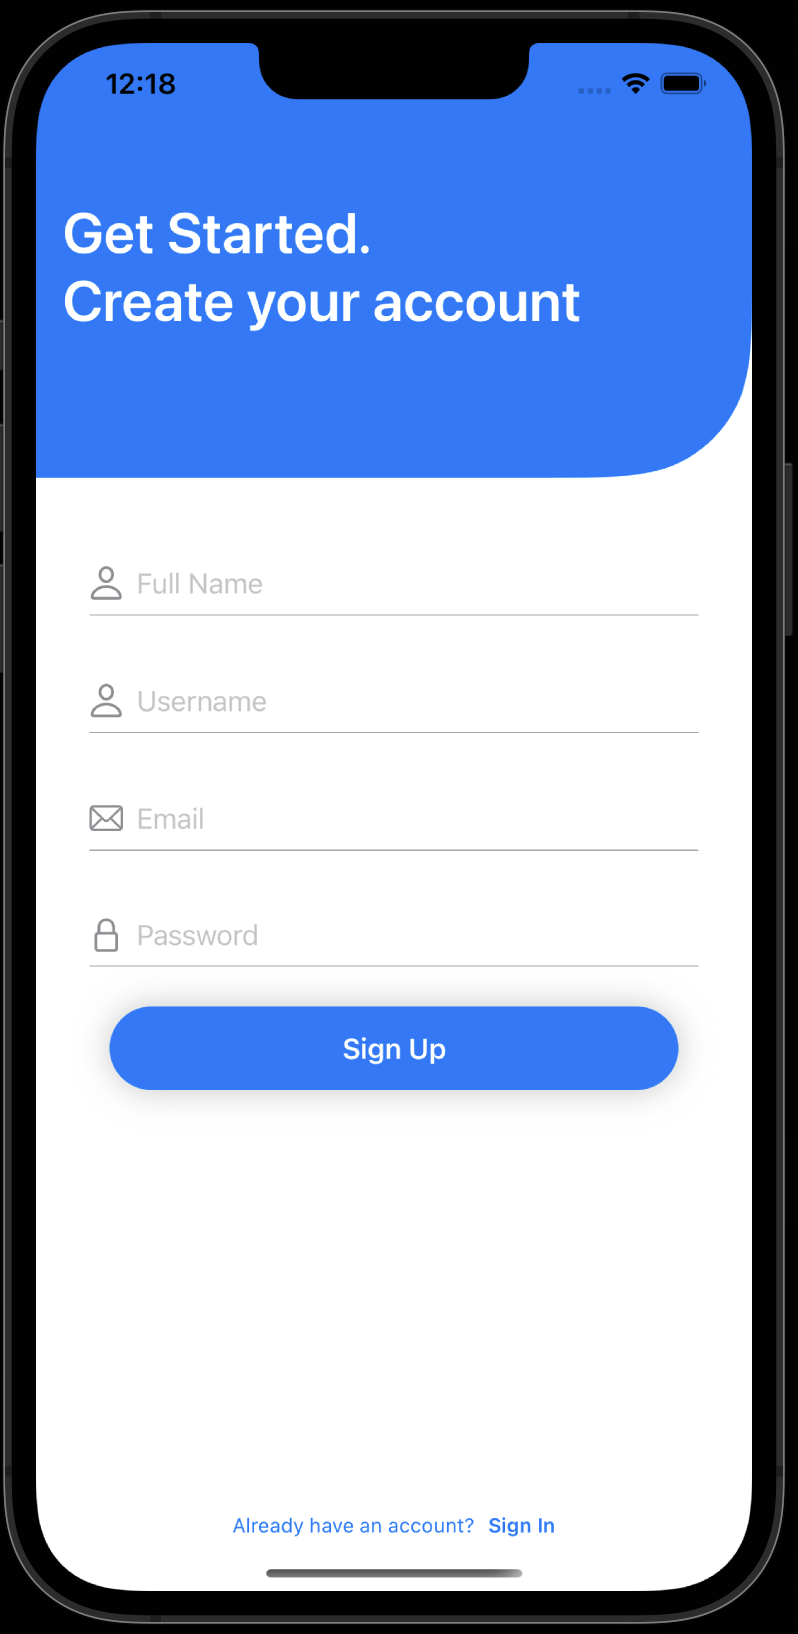 12:18
Get Started.
Create your account
Full Name
Username
Email
Password
Sign Up
Already have an account? Sign In